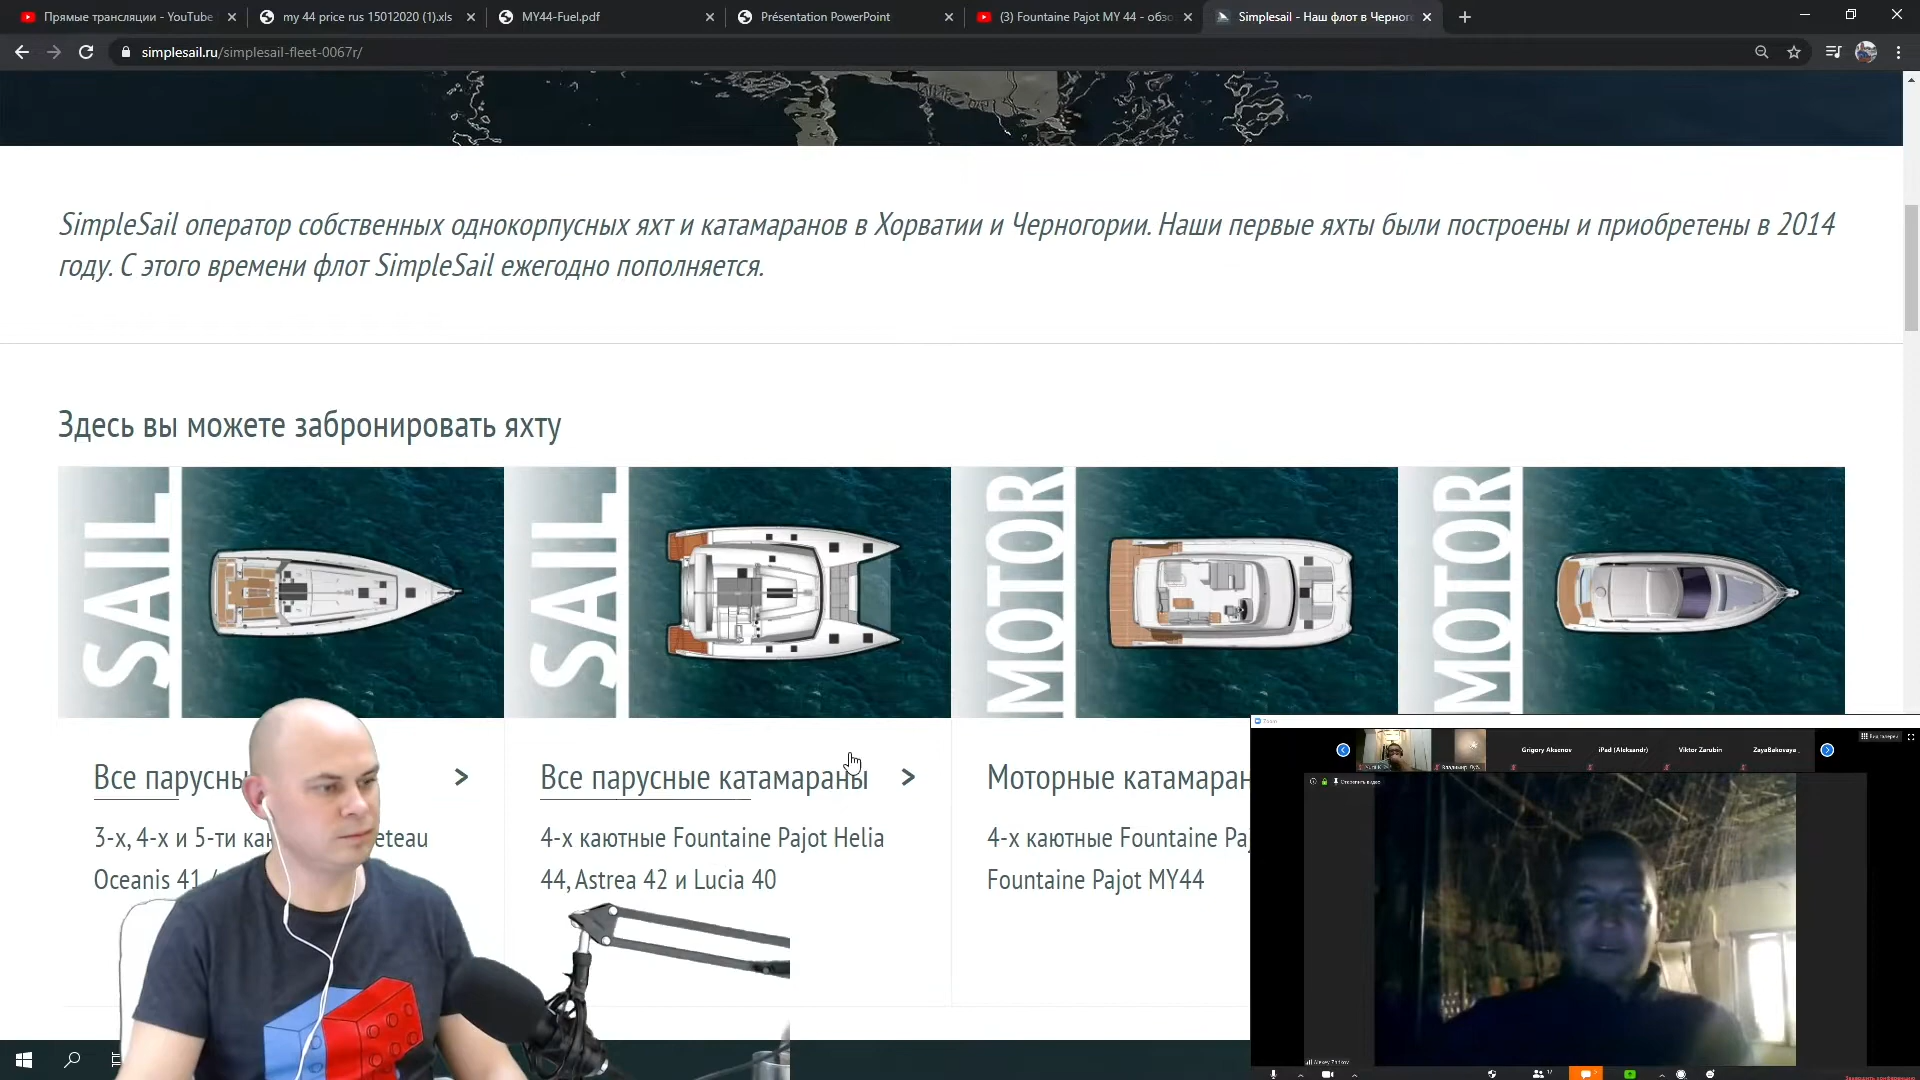 Прямые трансляции - YouTube
my 44 price rus 15012020 (1).xls
MY44-Fuel.pdf
Présentation PowerPoint
(3) Fountaine Pajot MY 44 - обзо
Simplesail - Наш флот в Черног
simplesail.ru/simplesail-fleet-0067r/
SimpleSail оператор собственных однокорпусных яхт и катамаранов в Хорватии и Черногории. Наши первые яхты были построены и приобретены в 2014
году. С этого времени флот SimpleSail ежегодно пополняется.
Здесь вы можете забронировать яхту
SAIL
SAIL
MOTOR
MOTOR
Все парусны
3-х, 4-х и 5-ти ка
eteau
Oceanis 41
Все парусные катамараны
4-х каютные Fountaine Pajot Helia
44, Astrea 42 и Lucia 40
Моторные катамаран
4-х каютные Fountaine Pa
Fountaine Pajot MY44
Zoom
Grigory Aksenov
iPad (Aleksandr)
Viktor Zarubin